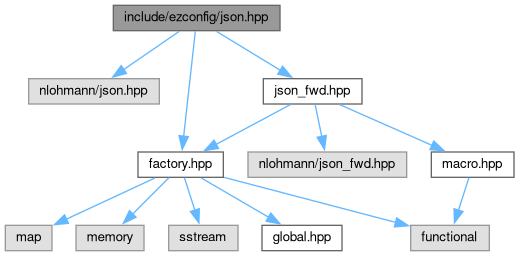 include/ezconfig/json.hpp
nlohmann/json.hpp
json_fwd.hpp
factory.hpp
nlohmann/json_fwd.hpp
macro.hpp
map
memory
sstream
global.hpp
functional